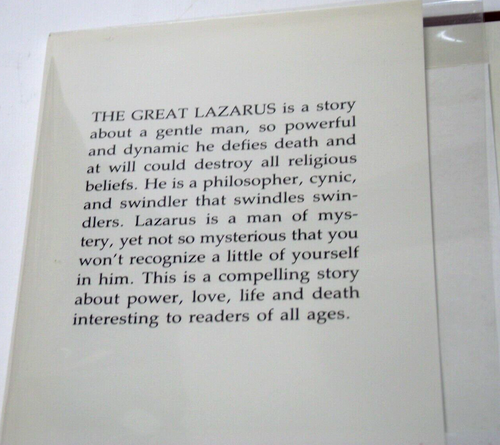 THE GREAT LAZARUS is a story
about a gentle man, so powerful
and dynamic he defies death and
at will could destroy all religious
beliefs. He is a philosopher, cynic,
and swindler that swindles swin-
dlers. Lazarus is a man of mys-
tery, yet not so mysterious that you
won't recognize a little of yourself
in him. This is a compelling story
about power, love, life and death
interesting to readers of all ages.